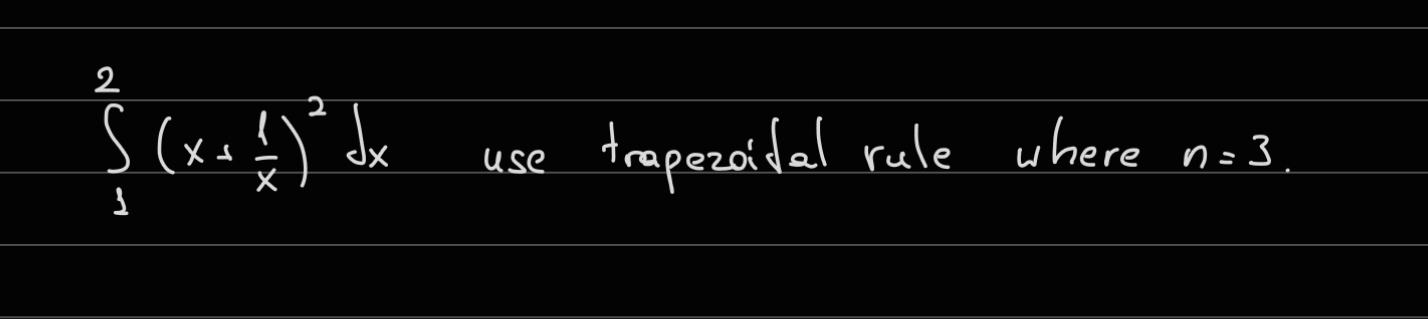 ∫₁² (x + 1/x)² dx use trapezoidal rule where n = 3.